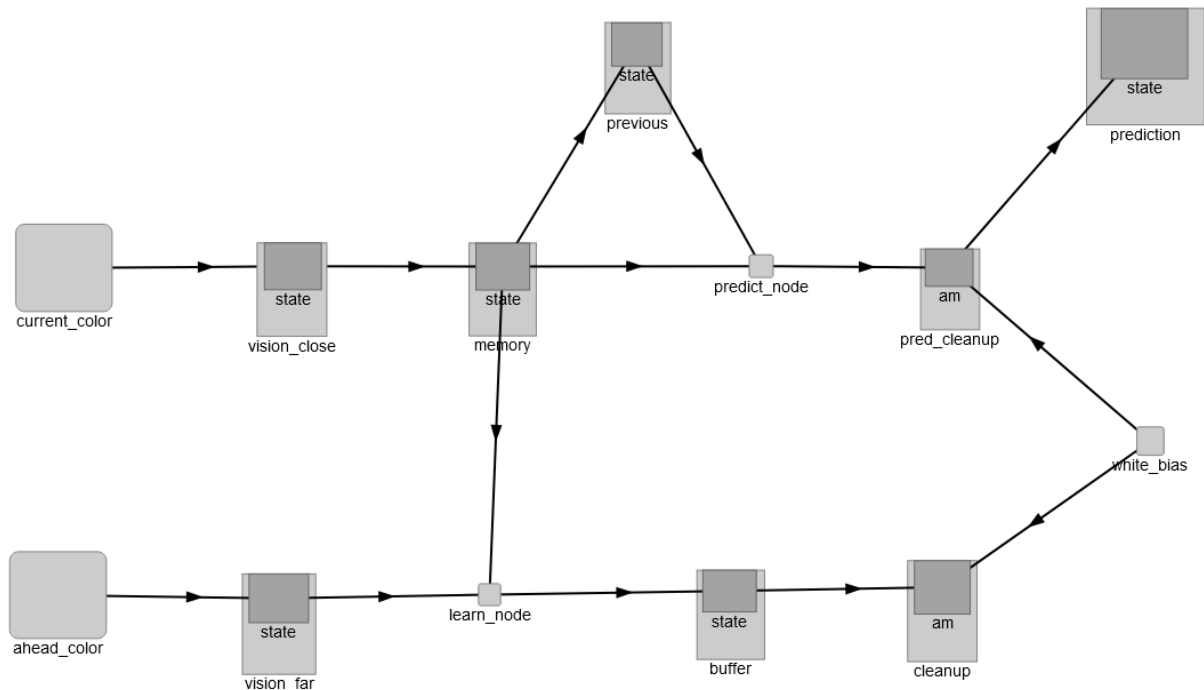 state
previous
state
prediction
current_color
state
vision_close
state
memory
predict_node
am
pred_cleanup
white_bias
ahead_color
state
vision_far
learn_node
state
buffer
am
cleanup